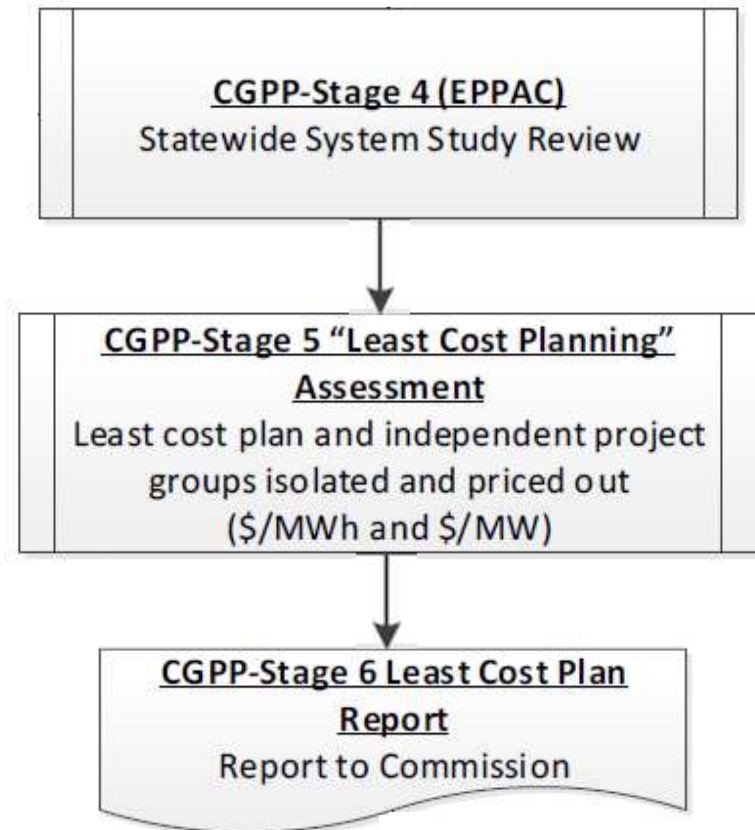 CGPP-Stage 4 (EPPAC)
Statewide System Study Review
CGPP-Stage 5 “Least Cost Planning”
Assessment
Least cost plan and independent project
groups isolated and priced out
($/MWh and $/MW)
CGPP-Stage 6 Least Cost Plan
Report
Report to Commission